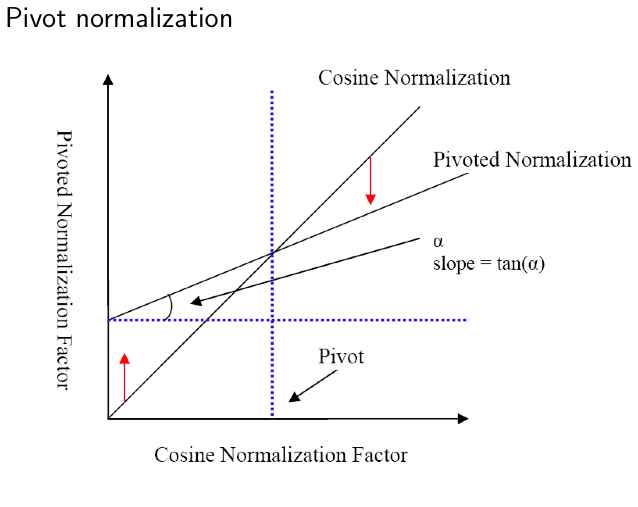 Pivot normalization
Cosine Normalization
Pivoted Normalization
α
slope = tan(α)
Pivoted Normalization Factor
Pivot
Cosine Normalization Factor